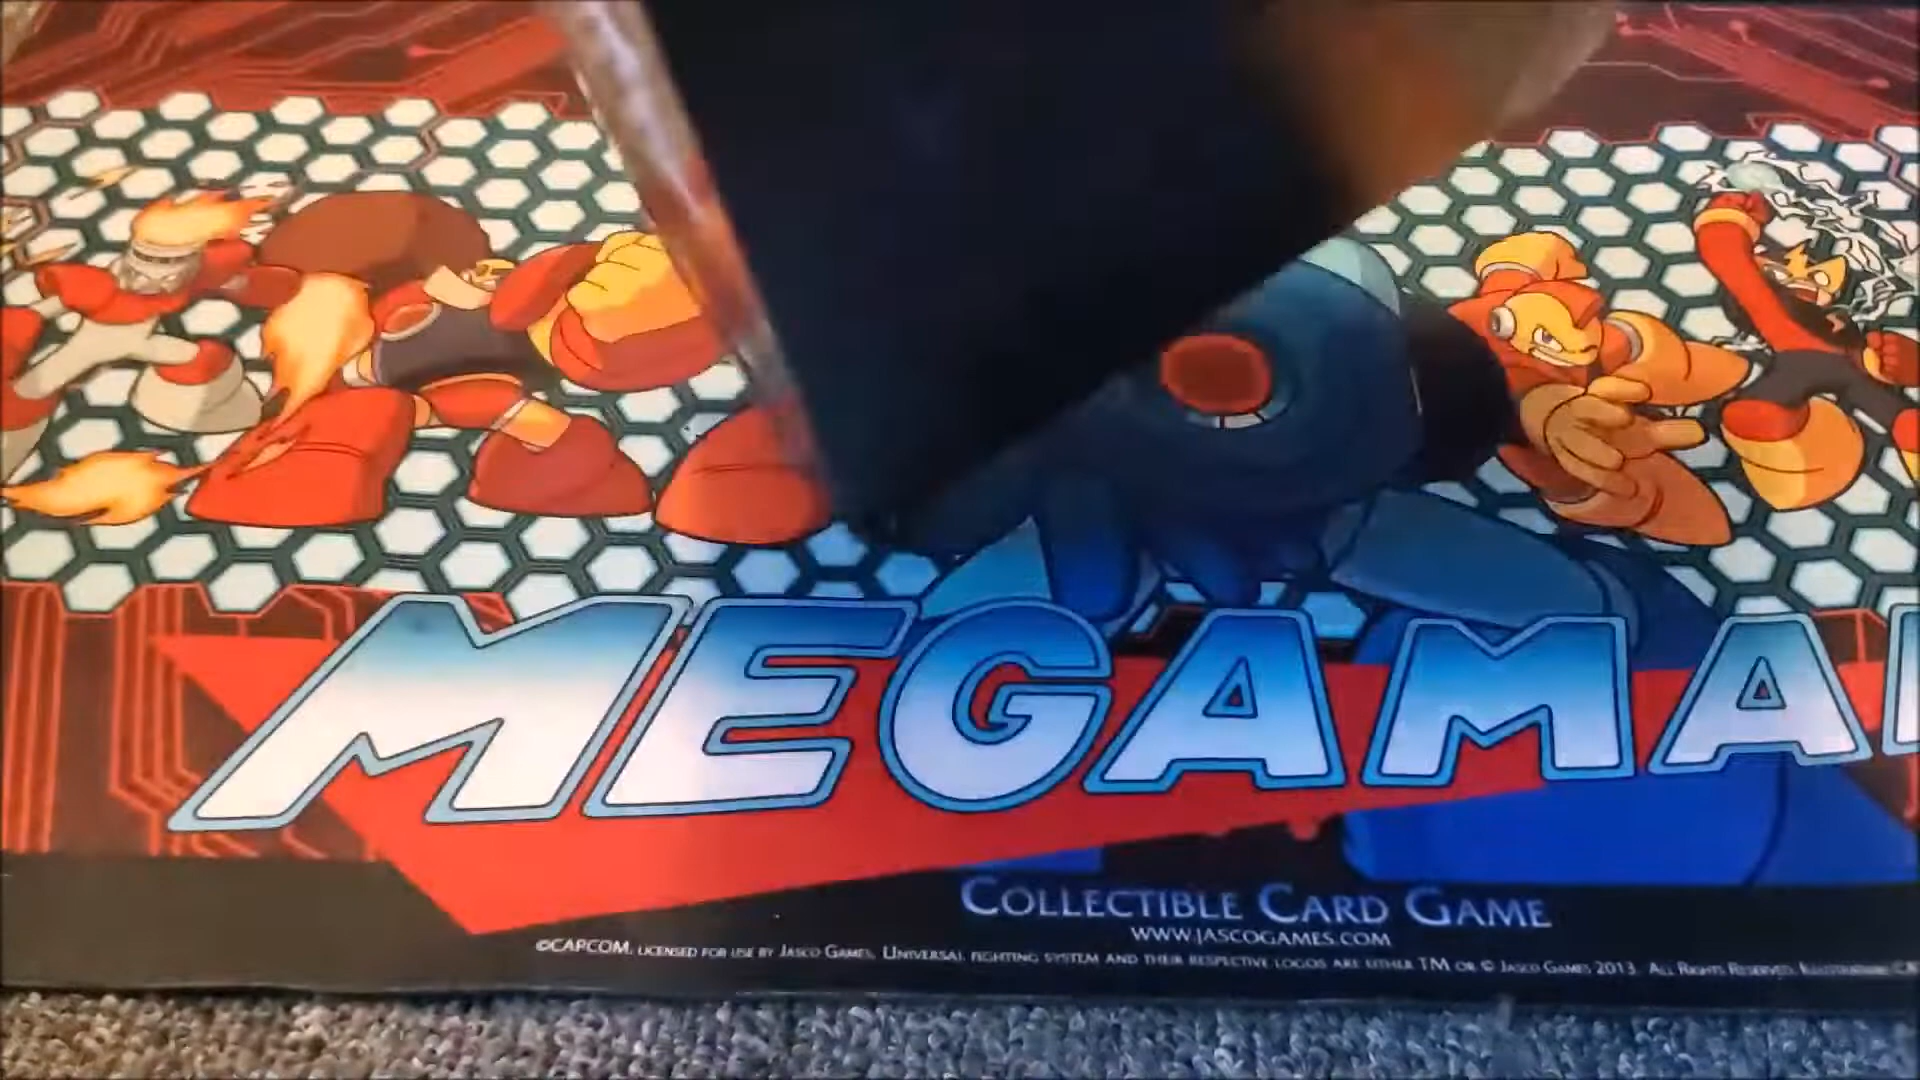 MEGAMA
COLLECTIBLE CARD GAME
WWW.JASCOGAMES.COM
©CAPCOM. LICENSED FOR USE BY JASCO GAMES. UNIVERSAL FIGHTING SYSTEM AND THEIR RESPECTIVE LOGOS ARE EITHER TM OR © JASCO GAMES 2013. ALL RIGHTS RESERVED.